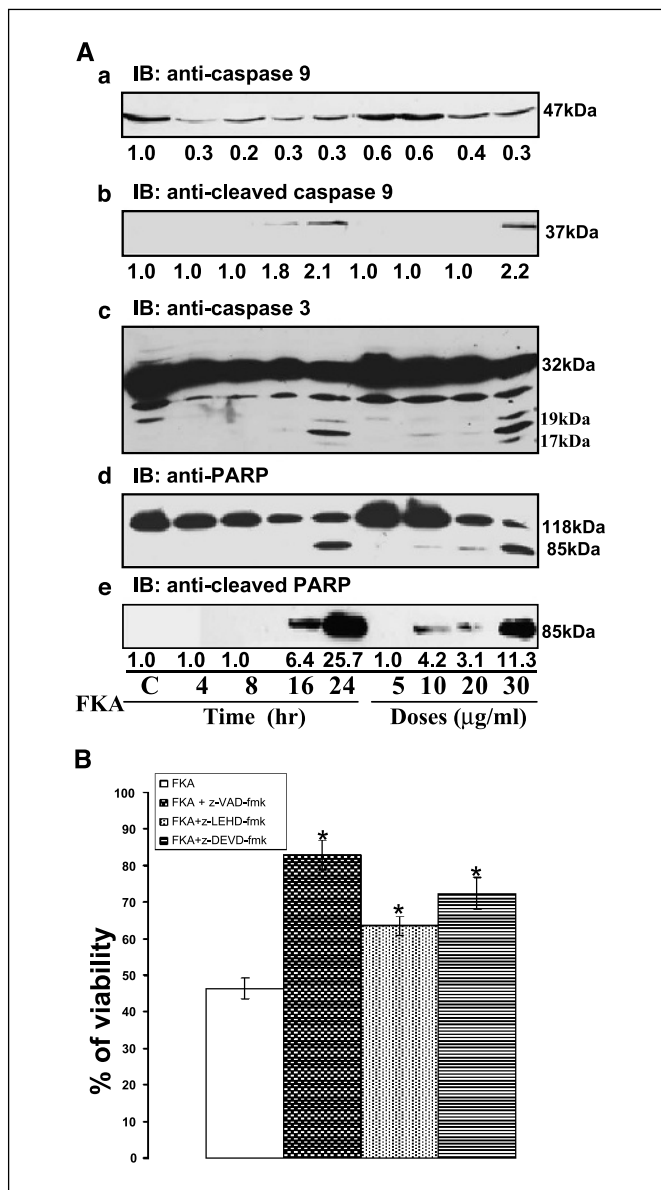 A
a IB: anti-caspase 9
47kDa
1.0 0.3 0.2 0.3 0.3 0.6 0.6 0.4 0.3
b IB: anti-cleaved caspase 9
37kDa
1.0 1.0 1.0 1.8 2.1 1.0 1.0 1.0 2.2
c IB: anti-caspase 3
32kDa
19kDa
17kDa
d IB: anti-PARP
118kDa
85kDa
e IB: anti-cleaved PARP
85kDa
1.0 1.0 1.0 6.4 25.7 1.0 4.2 3.1 11.3
C 4 8 16 24 5 10 20 30
FKA Time (hr) Doses (μg/ml)
B
FKA
FKA + z-VAD-fmk
FKA+z-LEHD-fmk
FKA+z-DEVD-fmk
% of viability
100
90
80
70
60
50
40
30
20
10
0
*
*
*